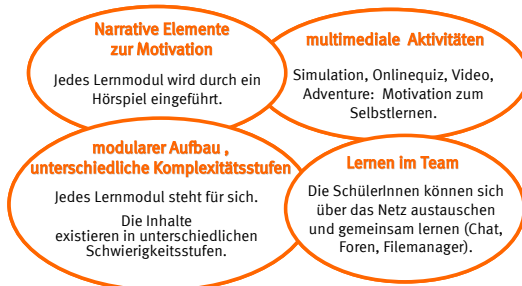 Narrative Elemente
zur Motivation
Jedes Lernmodul wird durch ein
Hörspiel eingeführt.
multimediale Aktivitäten
Simulation, Onlinequiz, Video,
Adventure: Motivation zum
Selbstlernen.
modularer Aufbau ,
unterschiedliche Komplexitätsstufen
Jedes Lernmodul steht für sich.
Die Inhalte
existieren in unterschiedlichen
Schwierigkeitsstufen.
Lernen im Team
Die SchülerInnen können sich
über das Netz austauschen
und gemeinsam lernen (Chat,
Foren, Filemanager).